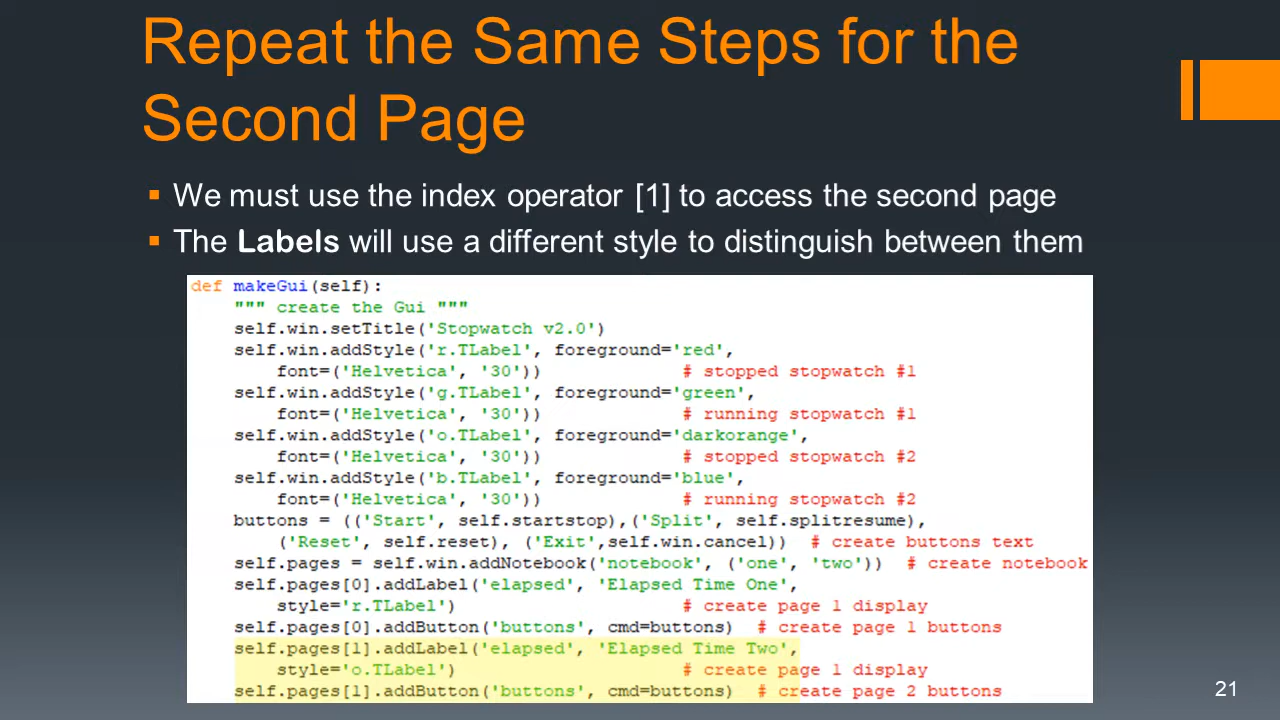 Repeat the Same Steps for the
Second Page
▪ We must use the index operator [1] to access the second page
▪ The Labels will use a different style to distinguish between them
def makeGui(self):
    """ create the Gui """
    self.win.setTitle('Stopwatch v2.0')
    self.win.addStyle('r.TLabel', foreground='red',
        font=('Helvetica', '30'))             # stopped stopwatch #1
    self.win.addStyle('g.TLabel', foreground='green',
        font=('Helvetica', '30'))             # running stopwatch #1
    self.win.addStyle('o.TLabel', foreground='darkorange',
        font=('Helvetica', '30'))             # stopped stopwatch #2
    self.win.addStyle('b.TLabel', foreground='blue',
        font=('Helvetica', '30'))             # running stopwatch #2
    buttons = (('Start', self.startstop),('Split', self.splitresume),
        ('Reset', self.reset), ('Exit',self.win.cancel))  # create buttons text
    self.pages = self.win.addNotebook('notebook', ('one', 'two'))  # create notebook
    self.pages[0].addLabel('elapsed', 'Elapsed Time One',
        style='r.TLabel')                     # create page 1 display
    self.pages[0].addButton('buttons', cmd=buttons)  # create page 1 buttons
    self.pages[1].addLabel('elapsed', 'Elapsed Time Two',
        style='o.TLabel')                     # create page 1 display
    self.pages[1].addButton('buttons', cmd=buttons)  # create page 2 buttons
21